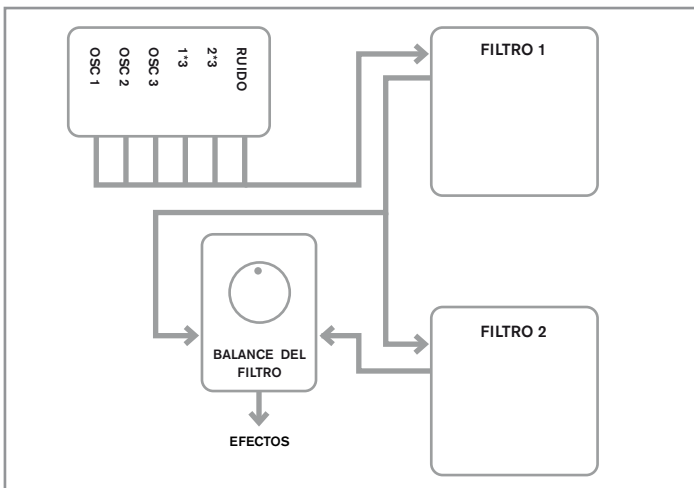 OSC 1
OSC 2
OSC 3
1*3
2*3
RUIDO
FILTRO 1
BALANCE DEL
FILTRO
FILTRO 2
EFECTOS